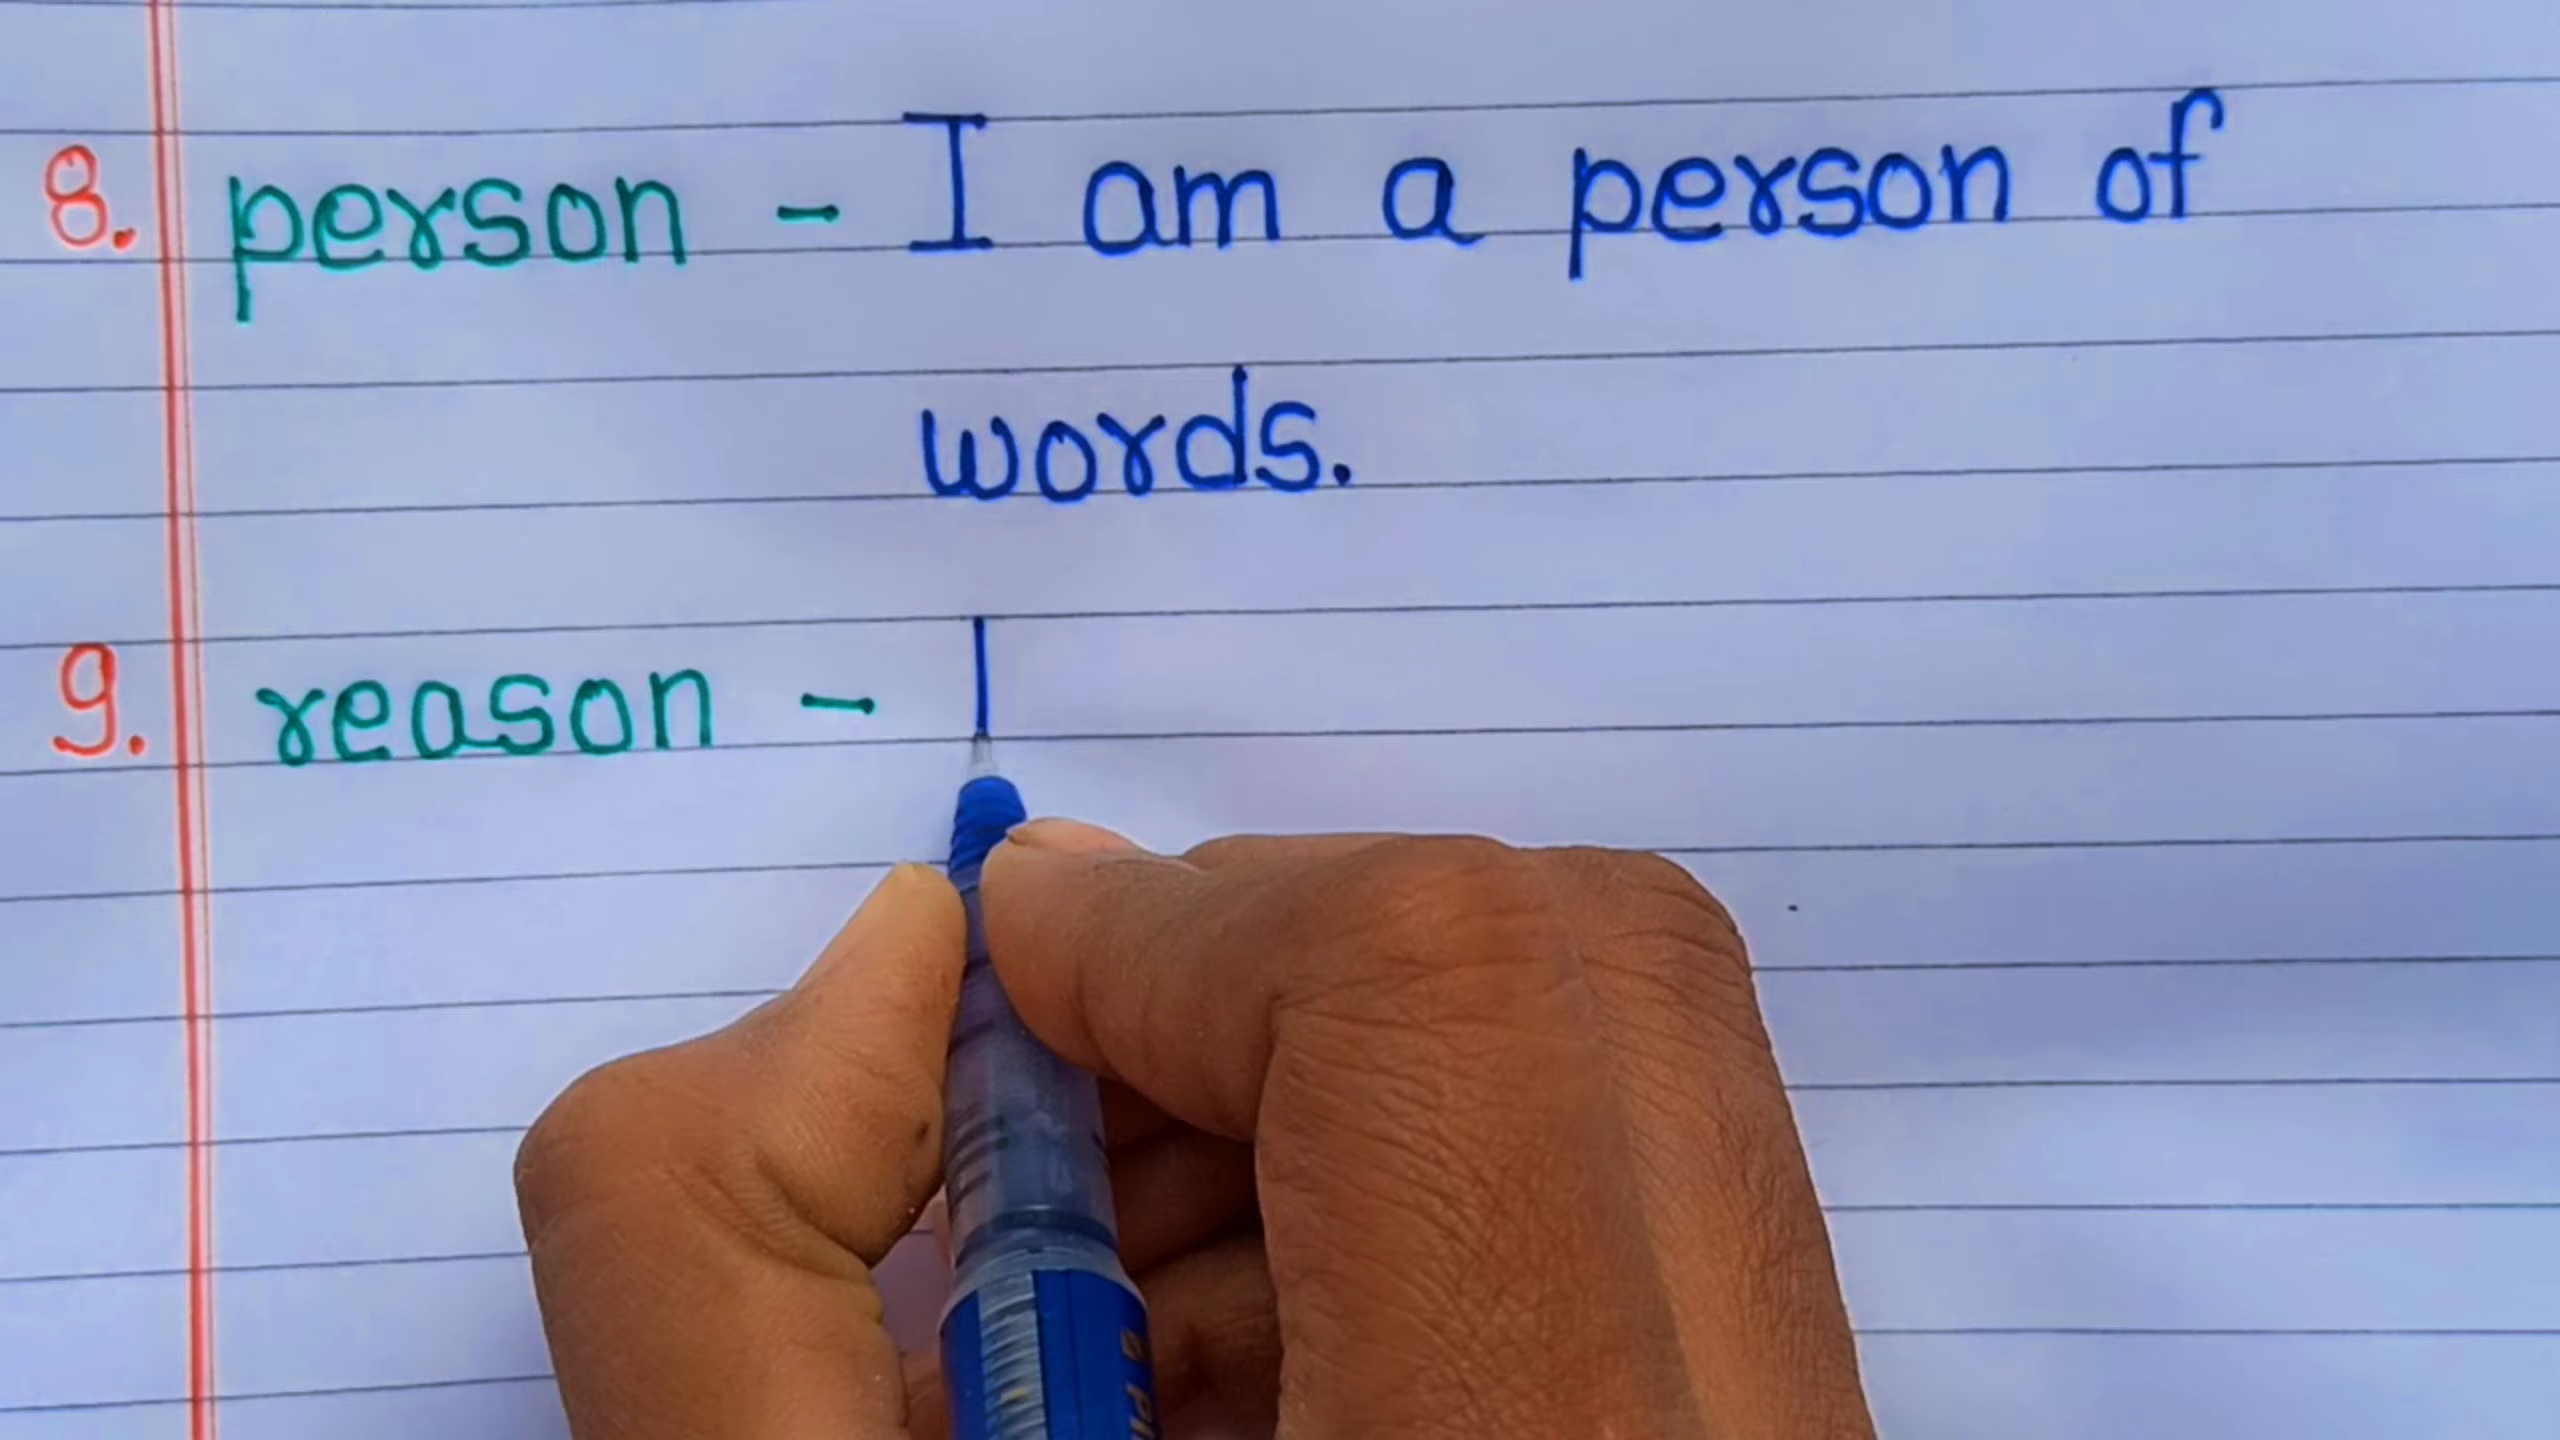 8. person - I am a person of
words.
9. reason -